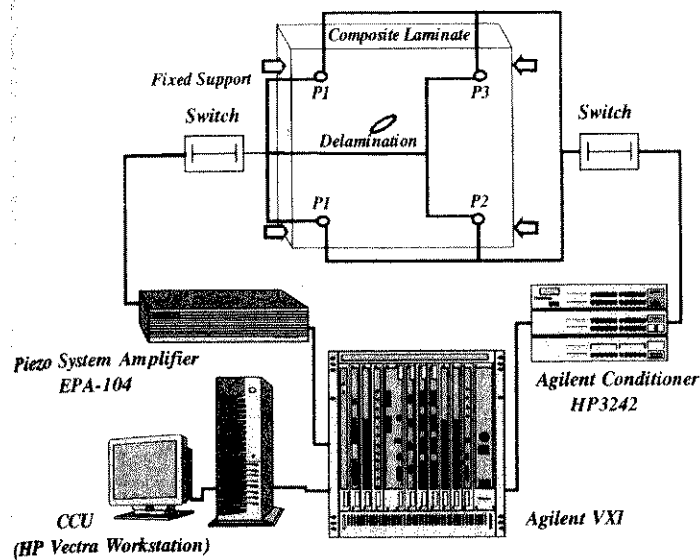 Composite Laminate
Fixed Support
P1
P3
Switch
Switch
Delamination
P1
P2
Piezo System Amplifier
EPA-104
Agilent Conditioner
HP3242
CCU
(HP Vectra Workstation)
Agilent VXI